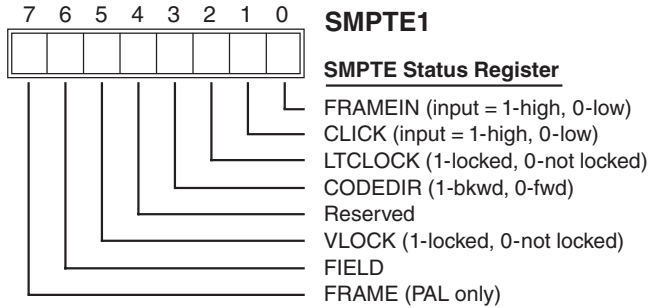 7 6 5 4 3 2 1 0
SMPTE1
SMPTE Status Register
FRAMEIN (input = 1-high, 0-low)
CLICK (input = 1-high, 0-low)
LTCLOCK (1-locked, 0-not locked)
CODEDIR (1-bkwd, 0-fwd)
Reserved
VLOCK (1-locked, 0-not locked)
FIELD
FRAME (PAL only)